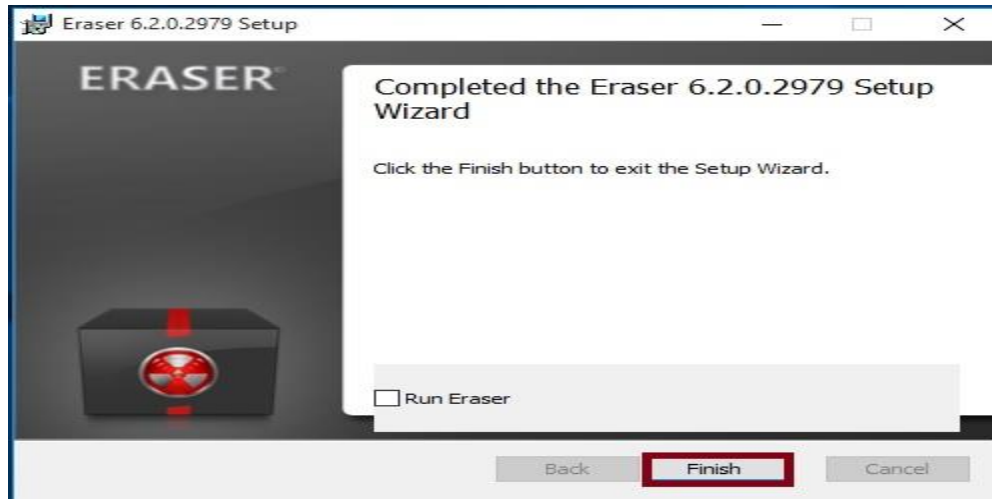 Eraser 6.2.0.2979 Setup
ERASER
Completed the Eraser 6.2.0.2979 Setup
Wizard
Click the Finish button to exit the Setup Wizard.
Run Eraser
Back Finish Cancel